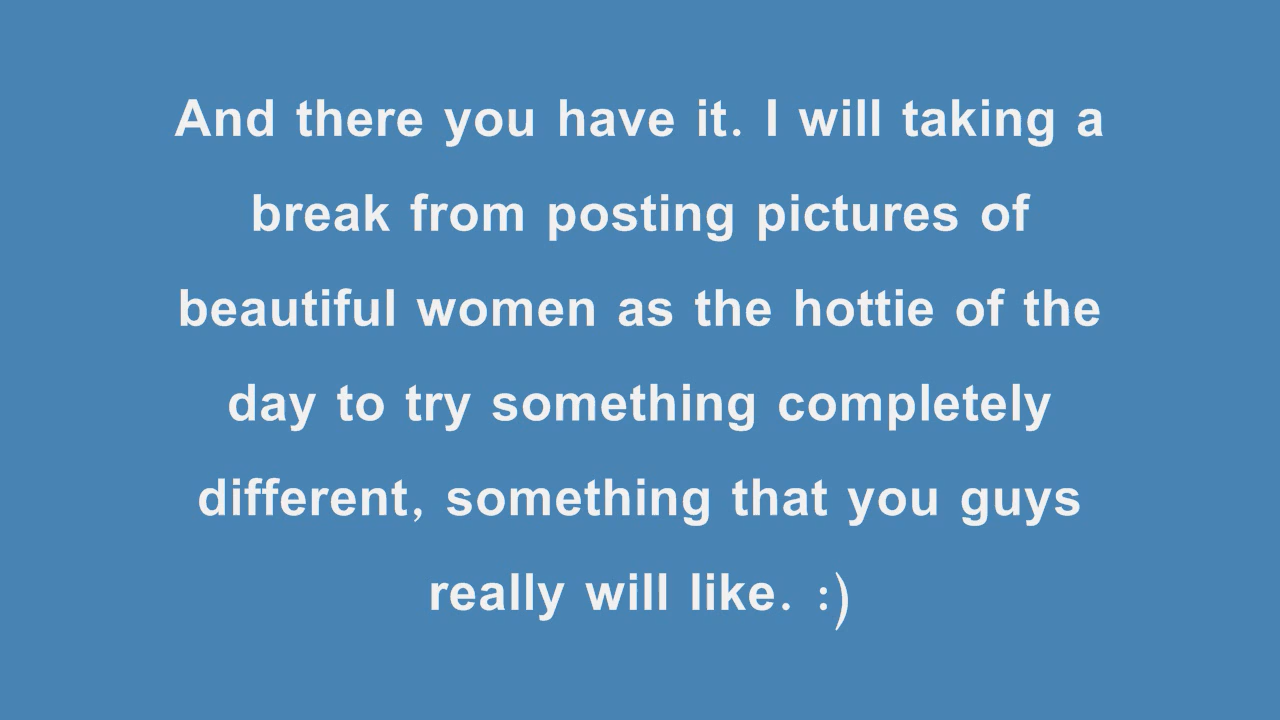 And there you have it. I will taking a
break from posting pictures of
beautiful women as the hottie of the
day to try something completely
different, something that you guys
really will like. :)